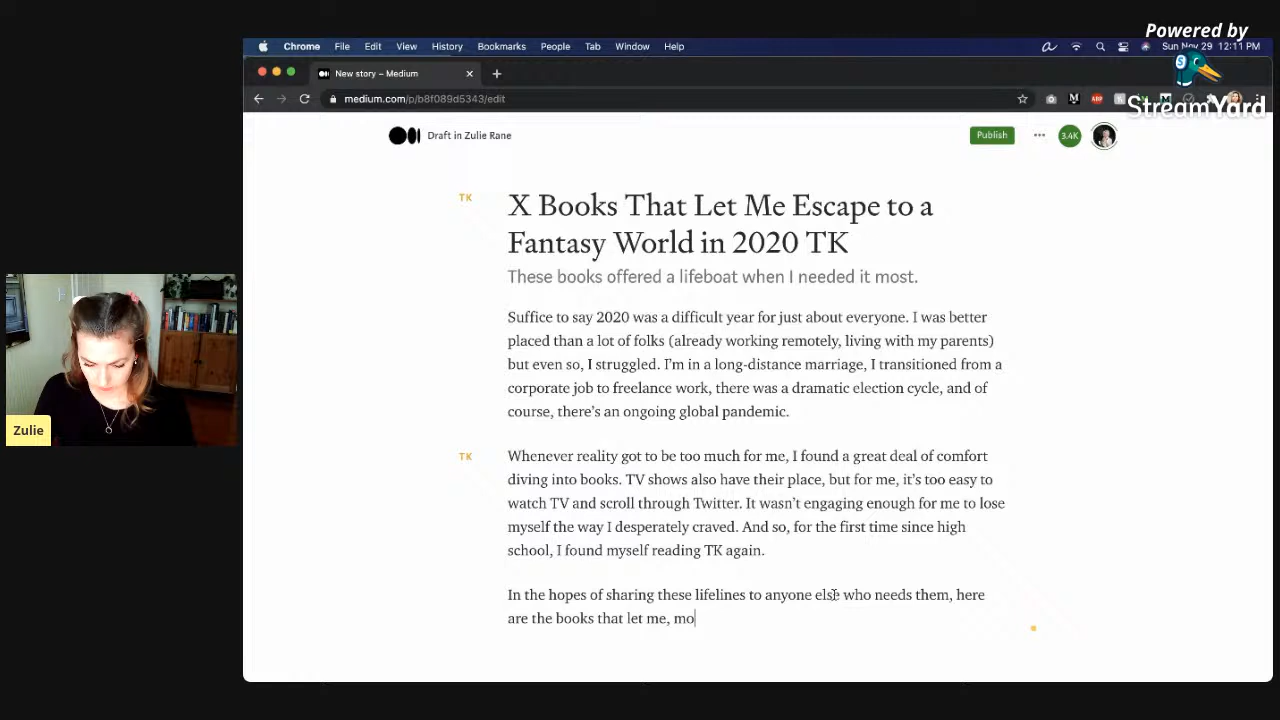 Powered by
StreamYard
Chrome File Edit View History Bookmarks People Tab Window Help
Sun Nov 29 12:11 PM
New story – Medium
medium.com/p/b8f089d5343/edit
ABP
Draft in Zulie Rane
Publish
3.4K
TK
X Books That Let Me Escape to a
Fantasy World in 2020 TK
These books offered a lifeboat when I needed it most.
Suffice to say 2020 was a difficult year for just about everyone. I was better
placed than a lot of folks (already working remotely, living with my parents)
but even so, I struggled. I’m in a long-distance marriage, I transitioned from a
corporate job to freelance work, there was a dramatic election cycle, and of
course, there’s an ongoing global pandemic.
TK
Whenever reality got to be too much for me, I found a great deal of comfort
diving into books. TV shows also have their place, but for me, it’s too easy to
watch TV and scroll through Twitter. It wasn’t engaging enough for me to lose
myself the way I desperately craved. And so, for the first time since high
school, I found myself reading TK again.
In the hopes of sharing these lifelines to anyone else who needs them, here
are the books that let me, mo
Zulie